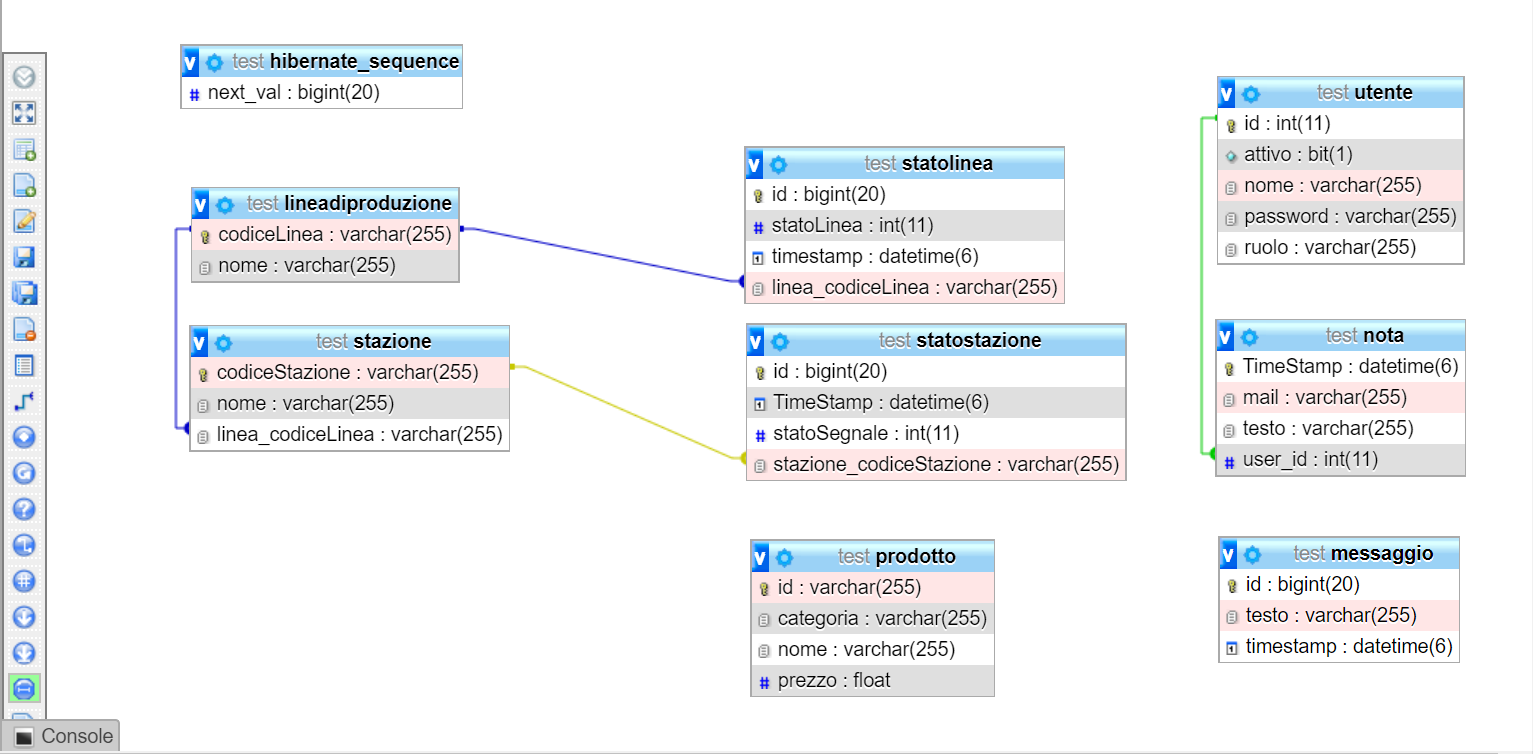 v test hibernate_sequence
# next_val : bigint(20)
v test lineadiproduzione
codiceLinea : varchar(255)
nome : varchar(255)
v test stazione
codiceStazione : varchar(255)
nome : varchar(255)
linea_codiceLinea : varchar(255)
v test statolinea
id : bigint(20)
# statoLinea : int(11)
timestamp : datetime(6)
linea_codiceLinea : varchar(255)
v test statostazione
id : bigint(20)
TimeStamp : datetime(6)
# statoSegnale : int(11)
stazione_codiceStazione : varchar(255)
v test prodotto
id : varchar(255)
categoria : varchar(255)
nome : varchar(255)
# prezzo : float
v test utente
id : int(11)
attivo : bit(1)
nome : varchar(255)
password : varchar(255)
ruolo : varchar(255)
v test nota
TimeStamp : datetime(6)
mail : varchar(255)
testo : varchar(255)
# user_id : int(11)
v test messaggio
id : bigint(20)
testo : varchar(255)
timestamp : datetime(6)
Console